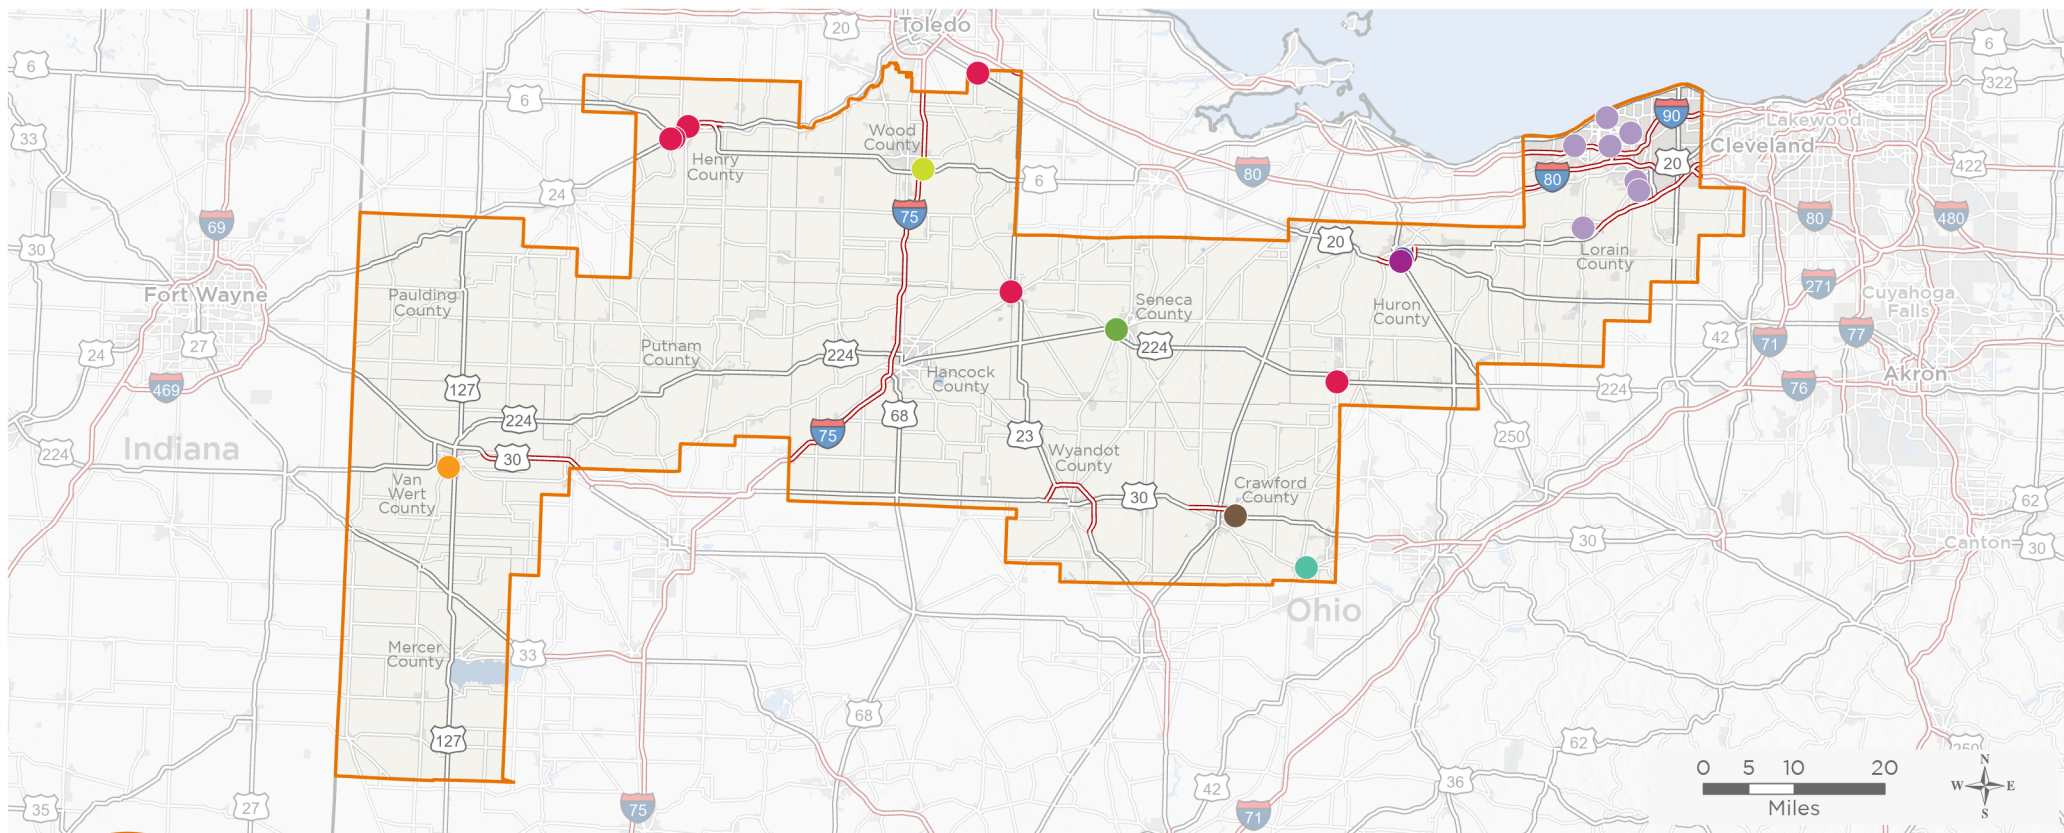 Toledo
20
6
6
322
6
33
90
Lakewood
Wood
County
Cleveland
Henry
County
20
422
80
80
6
24
75
69
80
480
30
20
Lorain
County
271
Fort Wayne
Paulding
County
Seneca
County
Huron
County
Cuyahoga
Falls
42
77
71
27
24
Putnam
County
224
224
Hancock
County
Akron
469
127
224
76
68
224
75
23
250
Indiana
224
30
Wyandot
County
Van
Wert
County
30
Crawford
County
62
30
Canton
30
Ohio
Mercer
County
33
68
127
62
250
36
42
35
27
75
71
0 5 10 20
Miles
N
W E
S